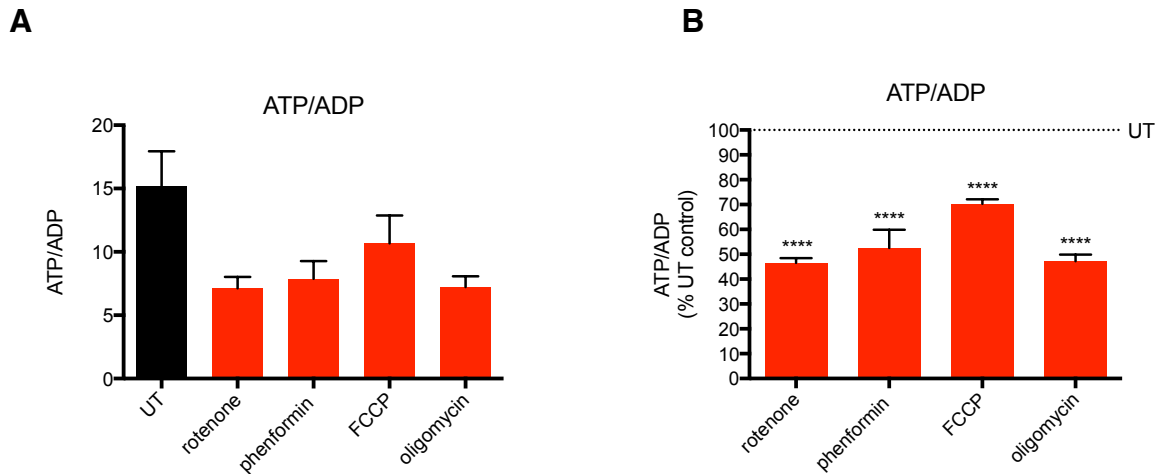 A
ATP/ADP
ATP/ADP
20
15
10
5
0
UT
rotenone
phenformin
FCCP
oligomycin
B
ATP/ADP
ATP/ADP
(% UT control)
100
90
80
70
60
50
40
30
20
10
0
UT
****
****
****
****
rotenone
phenformin
FCCP
oligomycin